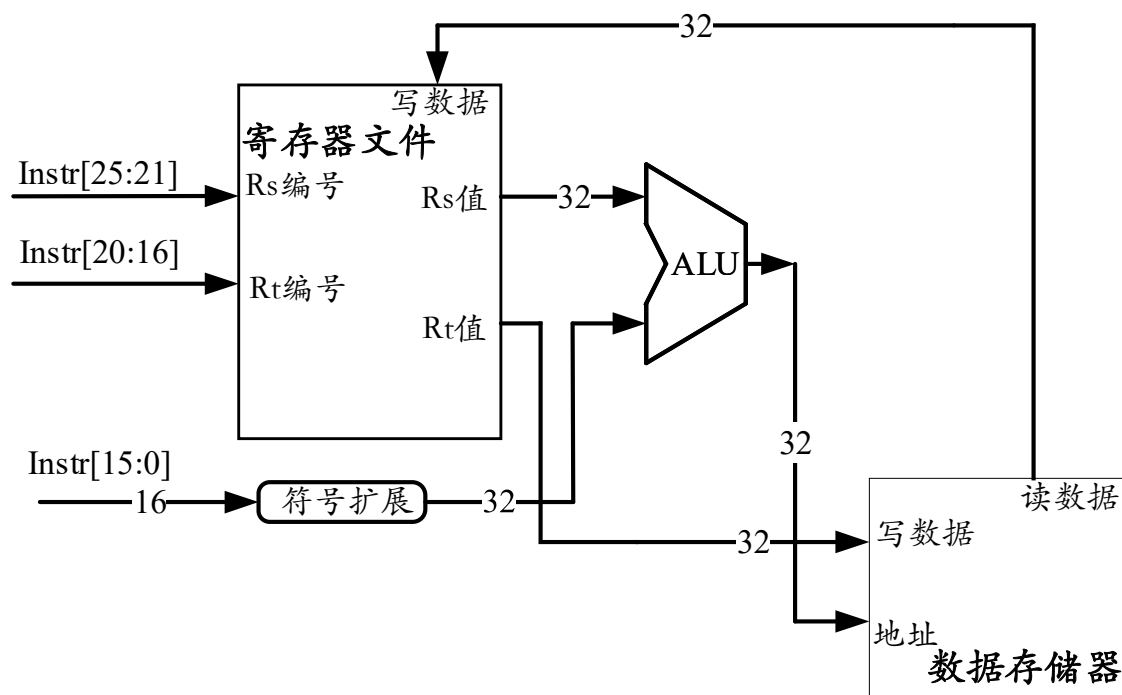 32
写数据
寄存器文件
Instr[25:21]
Rs编号
Rs值
32
Instr[20:16]
ALU
Rt编号
Rt值
32
Instr[15:0]
16
符号扩展
32
读数据
32
写数据
地址
数据存储器